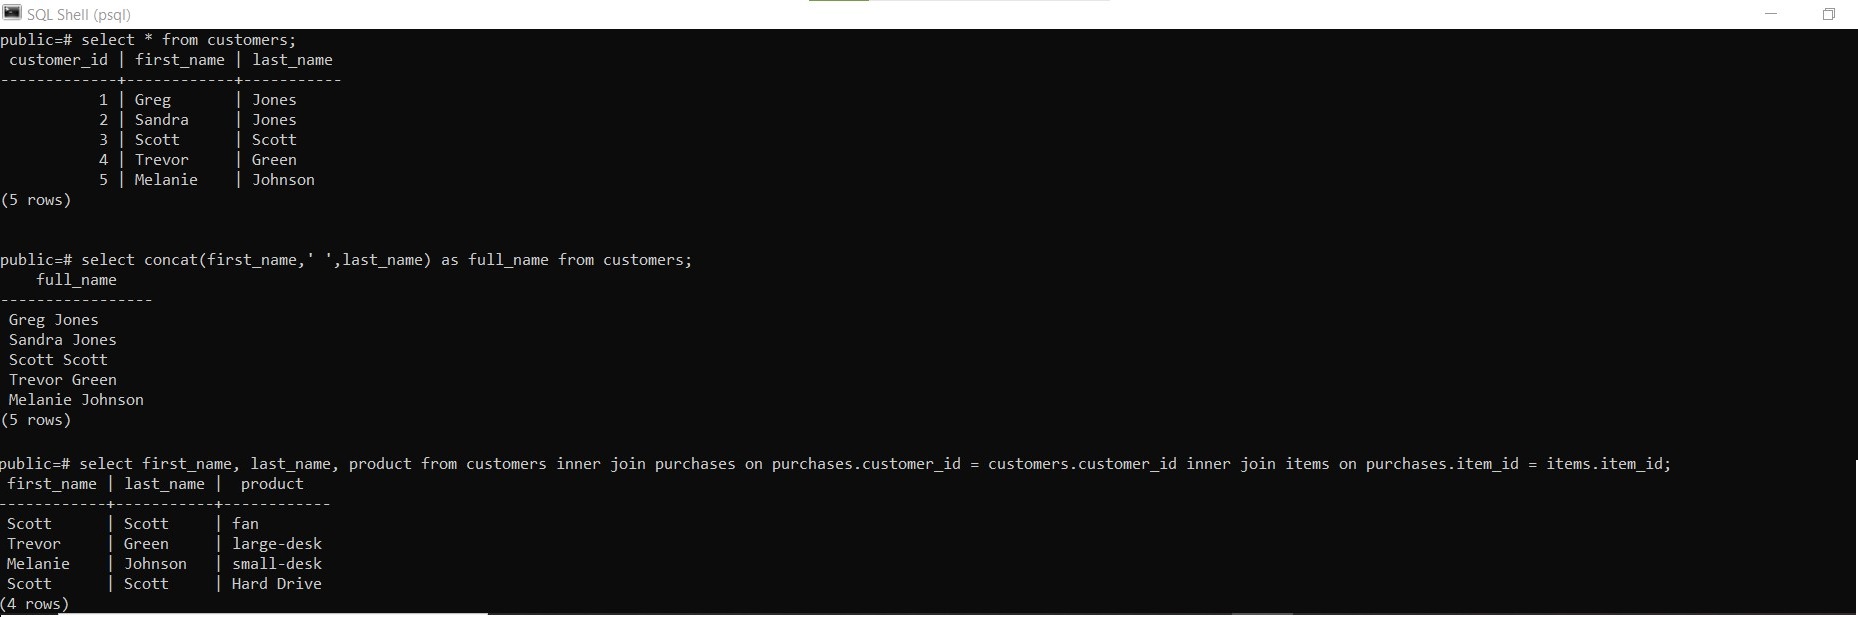 SQL Shell (psql)
public=# select * from customers;
 customer_id | first_name | last_name
-------------+------------+-----------
           1 | Greg       | Jones
           2 | Sandra     | Jones
           3 | Scott      | Scott
           4 | Trevor     | Green
           5 | Melanie    | Johnson
(5 rows)
public=# select concat(first_name,' ',last_name) as full_name from customers;
    full_name
-----------------
 Greg Jones
 Sandra Jones
 Scott Scott
 Trevor Green
 Melanie Johnson
(5 rows)
public=# select first_name, last_name, product from customers inner join purchases on purchases.customer_id = customers.customer_id inner join items on purchases.item_id = items.item_id;
 first_name | last_name |  product
------------+-----------+------------
 Scott      | Scott     | fan
 Trevor     | Green     | large-desk
 Melanie    | Johnson   | small-desk
 Scott      | Scott     | Hard Drive
(4 rows)